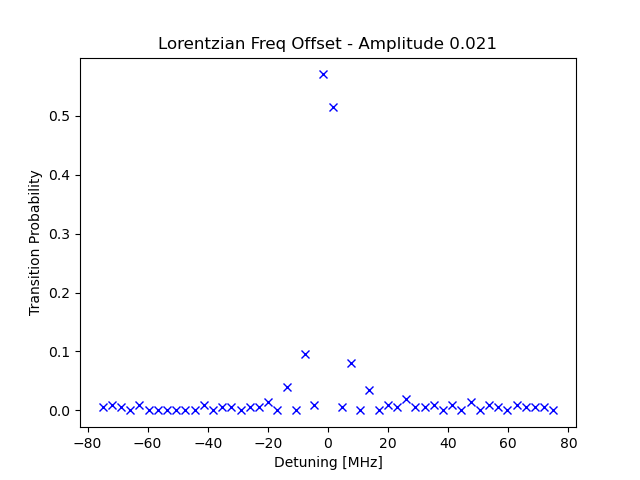 Lorentzian Freq Offset - Amplitude 0.021
Transition Probability
0.5
0.4
0.3
0.2
0.1
0.0
−80 −60 −40 −20 0 20 40 60 80
Detuning [MHz]